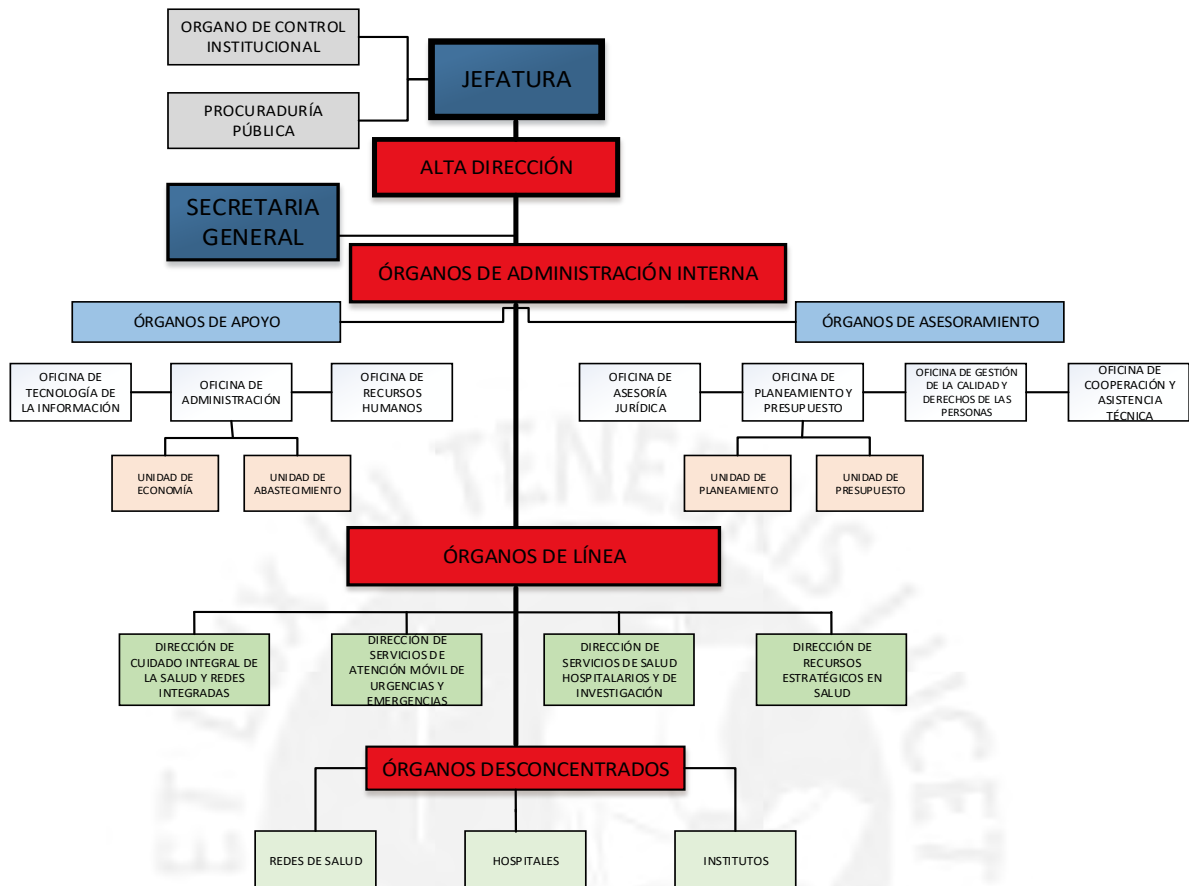 ORGANO DE CONTROL
INSTITUCIONAL
JEFATURA
PROCURADURÍA
PÚBLICA
ALTA DIRECCIÓN
SECRETARIA
GENERAL
ÓRGANOS DE ADMINISTRACIÓN INTERNA
ÓRGANOS DE APOYO
ÓRGANOS DE ASESORAMIENTO
OFICINA DE
TECNOLOGÍA DE
LA INFORMACIÓN
OFICINA DE
ADMINISTRACIÓN
OFICINA DE
RECURSOS
HUMANOS
OFICINA DE
ASESORÍA
JURÍDICA
OFICINA DE
PLANEAMIENTO Y
PRESUPUESTO
OFICINA DE GESTIÓN
DE LA CALIDAD Y
DERECHOS DE LAS
PERSONAS
OFICINA DE
COOPERACIÓN Y
ASISTENCIA
TÉCNICA
UNIDAD DE
ECONOMÍA
UNIDAD DE
ABASTECIMIENTO
UNIDAD DE
PLANEAMIENTO
UNIDAD DE
PRESUPUESTO
ÓRGANOS DE LÍNEA
DIRECCIÓN DE
CUIDADO INTEGRAL DE
LA SALUD Y REDES
INTEGRADAS
DIRECCIÓN DE
SERVICIOS DE
ATENCIÓN MÓVIL DE
URGENCIAS Y
EMERGENCIAS
DIRECCIÓN DE
SERVICIOS DE SALUD
HOSPITALARIOS Y DE
INVESTIGACIÓN
DIRECCIÓN DE
RECURSOS
ESTRATÉGICOS EN
SALUD
ÓRGANOS DESCONCENTRADOS
REDES DE SALUD
HOSPITALES
INSTITUTOS
ET LUX IN TENEBRIS LUCET